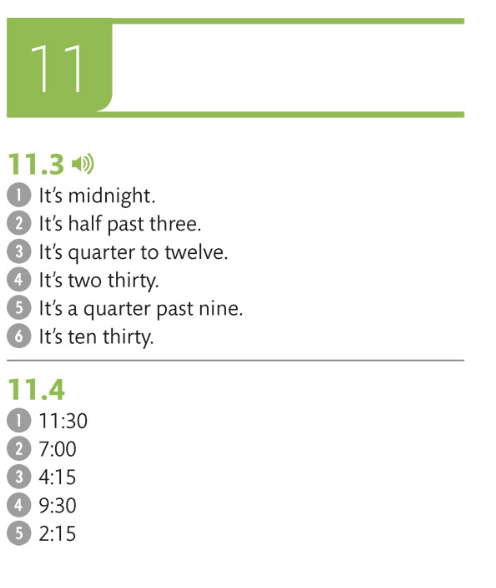 11
11.3
1 It's midnight.
2 It's half past three.
3 It's quarter to twelve.
4 It's two thirty.
5 It's a quarter past nine.
6 It's ten thirty.
11.4
1 11:30
2 7:00
3 4:15
4 9:30
5 2:15